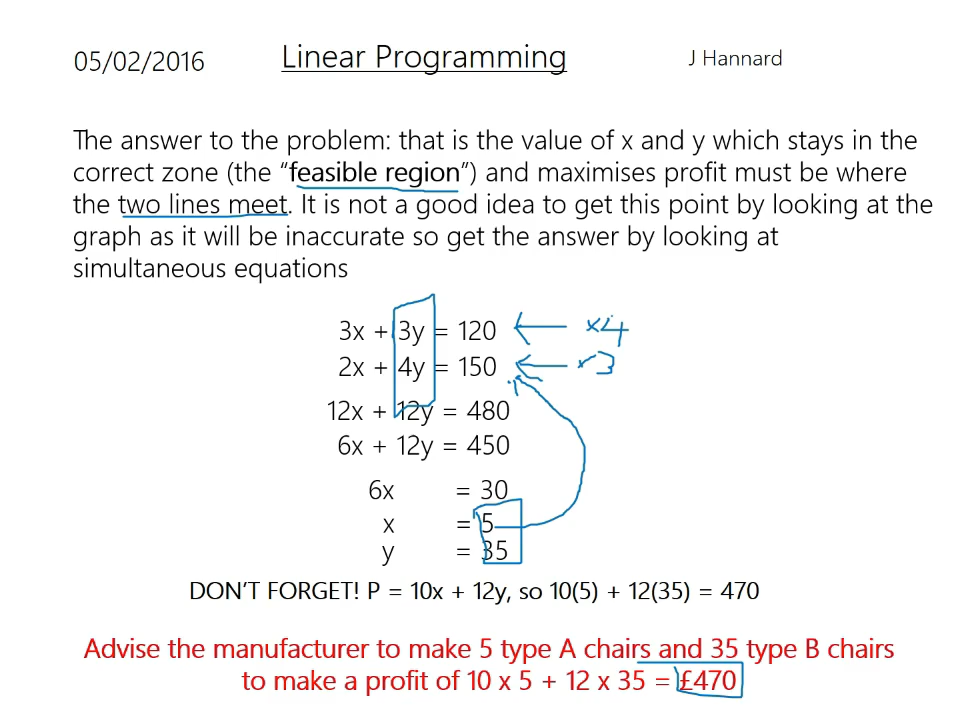 05/02/2016 Linear Programming J Hannard
The answer to the problem: that is the value of x and y which stays in the
correct zone (the “feasible region”) and maximises profit must be where
the two lines meet. It is not a good idea to get this point by looking at the
graph as it will be inaccurate so get the answer by looking at
simultaneous equations
3x + 3y = 120 x4
2x + 4y = 150 x3
12x + 12y = 480
6x + 12y = 450
6x = 30
x = 5
y = 35
DON’T FORGET! P = 10x + 12y, so 10(5) + 12(35) = 470
Advise the manufacturer to make 5 type A chairs and 35 type B chairs
to make a profit of 10 x 5 + 12 x 35 = £470